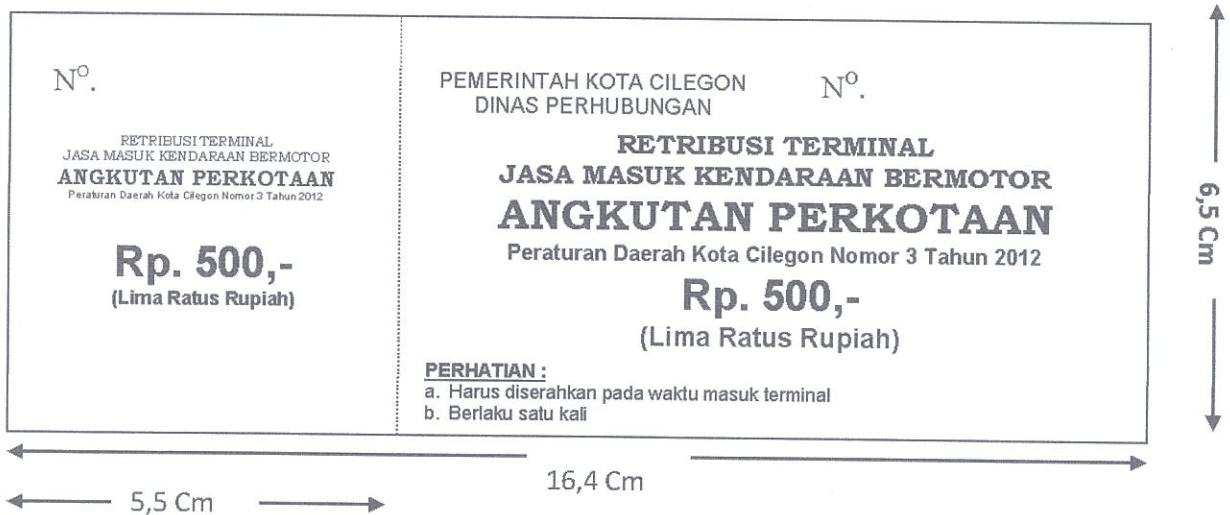 Nº.
RETRIBUSI TERMINAL
JASA MASUK KENDARAAN BERMOTOR
ANGKUTAN PERKOTAAN
Peraturan Daerah Kota Cilegon Nomor 3 Tahun 2012
Rp. 500,-
(Lima Ratus Rupiah)
PEMERINTAH KOTA CILEGON
DINAS PERHUBUNGAN
Nº.
RETRIBUSI TERMINAL
JASA MASUK KENDARAAN BERMOTOR
ANGKUTAN PERKOTAAN
Peraturan Daerah Kota Cilegon Nomor 3 Tahun 2012
Rp. 500,-
(Lima Ratus Rupiah)
PERHATIAN :
a. Harus diserahkan pada waktu masuk terminal
b. Berlaku satu kali
6,5 Cm
16,4 Cm
5,5 Cm